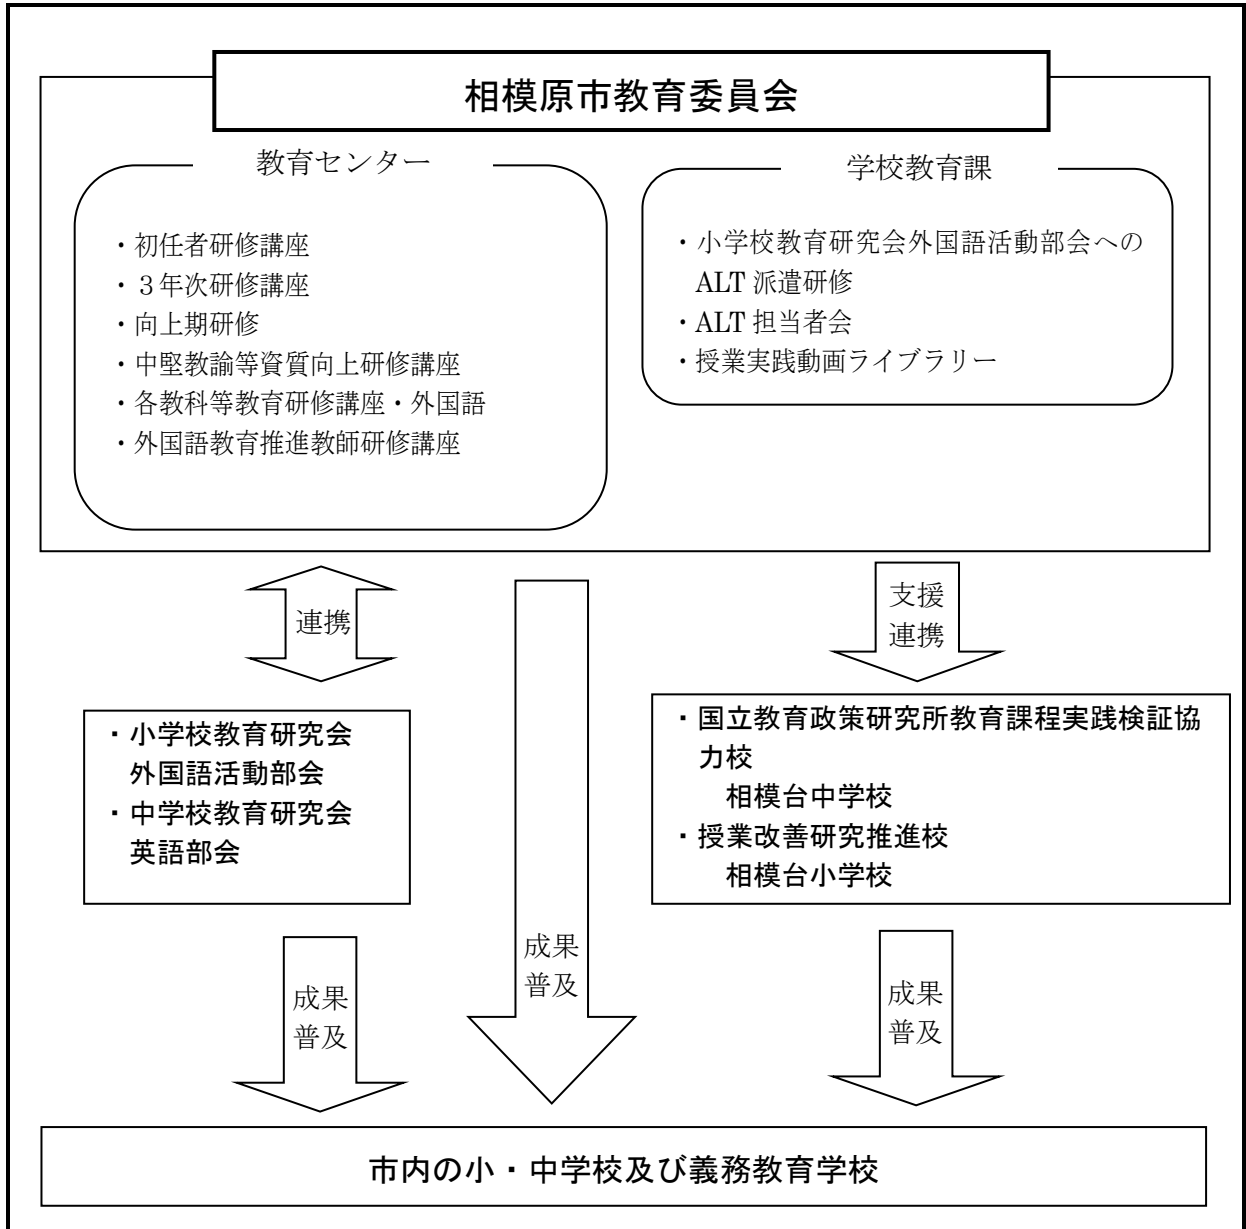 相模原市教育委員会
教育センター
・初任者研修講座
・３年次研修講座
・向上期研修
・中堅教諭等資質向上研修講座
・各教科等教育研修講座・外国語
・外国語教育推進教師研修講座
学校教育課
・小学校教育研究会外国語活動部会への
ALT 派遣研修
・ALT 担当者会
・授業実践動画ライブラリー
連携
支援
連携
・小学校教育研究会
外国語活動部会
・中学校教育研究会
英語部会
・国立教育政策研究所教育課程実践検証協
力校
相模台中学校
・授業改善研究推進校
相模台小学校
成果
普及
成果
普及
成果
普及
市内の小・中学校及び義務教育学校